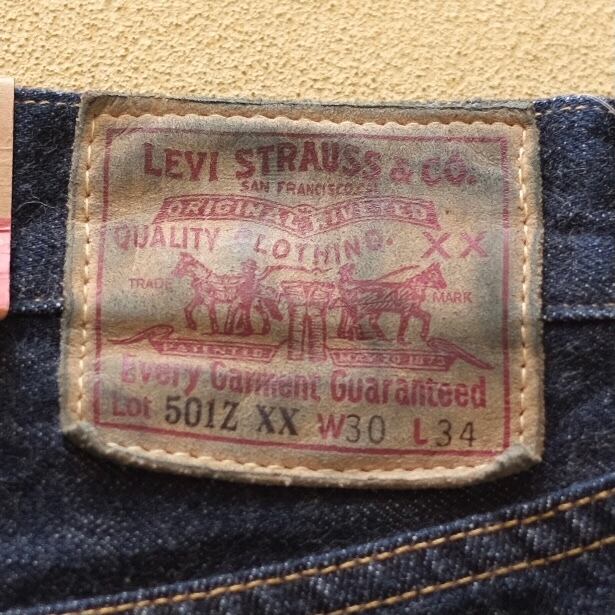 LEVI STRAUSS & CO.
SAN FRANCISCO, CAL
ORIGINAL RIVETED
QUALITY CLOTHING. XX
TRADE MARK
PATENTED MAY 20 1873
Every Garment Guaranteed
Lot 501Z XX W30 L34